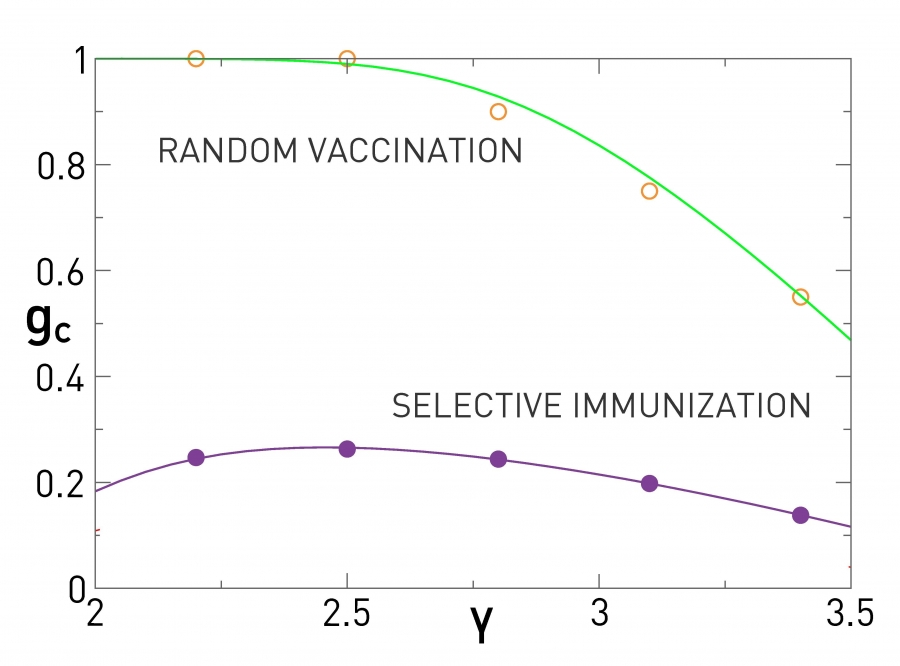 1
RANDOM VACCINATION
0.8
0.6
gc
0.4
SELECTIVE IMMUNIZATION
0.2
0
2 2.5 γ 3 3.5